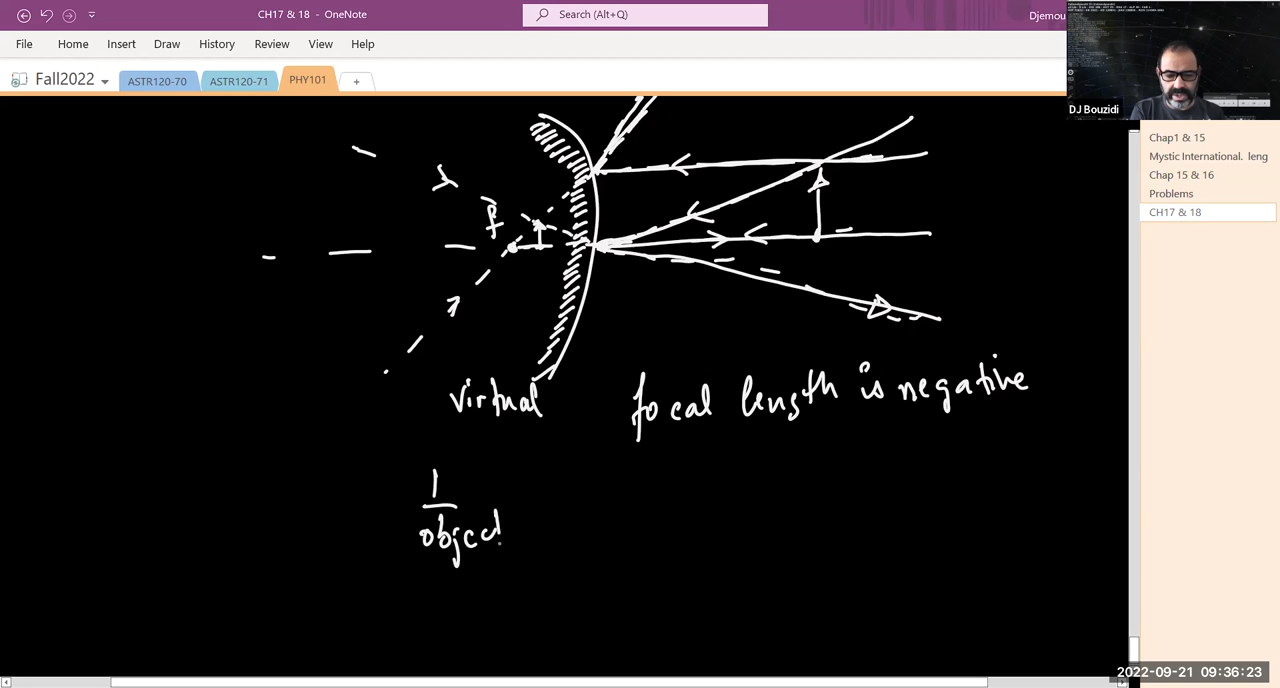 CH17 & 18 - OneNote
Search (Alt+Q)
Djemou
File Home Insert Draw History Review View Help
Fall2022 ASTR120-70 ASTR120-71 PHY101 +
DJ Bouzidi
Chap1 & 15
Mystic International. leng
Chap 15 & 16
Problems
CH17 & 18
F
virtual focal length is negative
1
object
2022-09-21 09:36:23